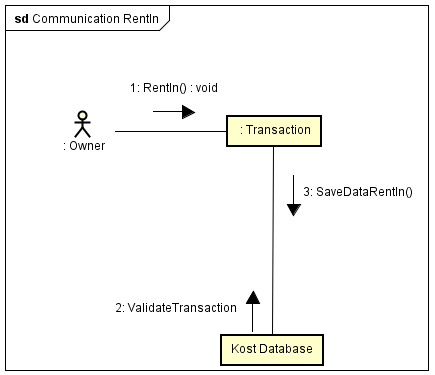 sd Communication RentIn
1: RentIn() : void
: Transaction
: Owner
3: SaveDataRentIn()
2: ValidateTransaction
Kost Database